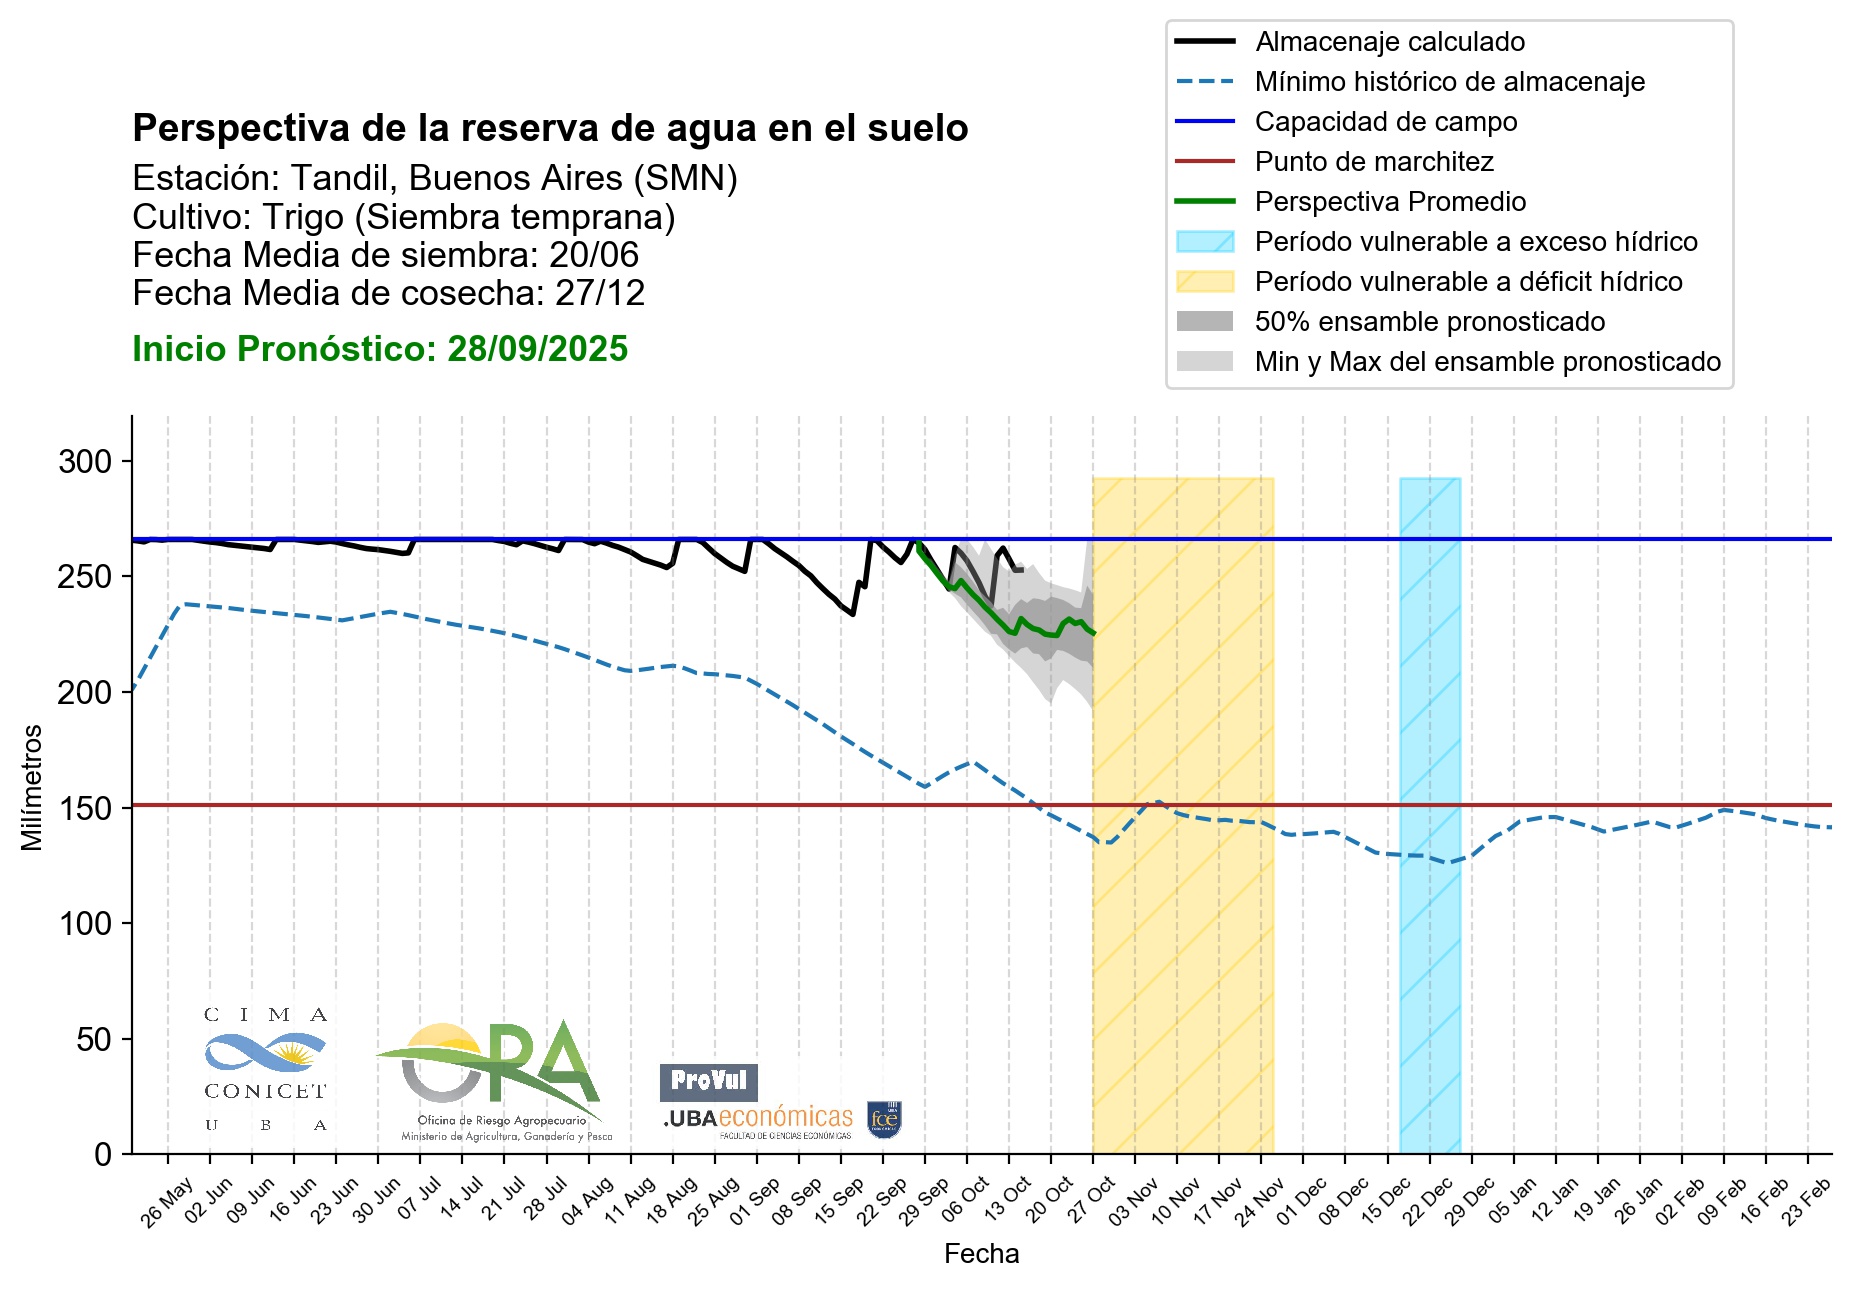 Almacenaje calculado
Mínimo histórico de almacenaje
Capacidad de campo
Punto de marchitez
Perspectiva Promedio
Período vulnerable a exceso hídrico
Período vulnerable a déficit hídrico
50% ensamble pronosticado
Min y Max del ensamble pronosticado
Perspectiva de la reserva de agua en el suelo
Estación: Tandil, Buenos Aires (SMN)
Cultivo: Trigo (Siembra temprana)
Fecha Media de siembra: 20/06
Fecha Media de cosecha: 27/12
Inicio Pronóstico: 28/09/2025
300
250
200
150
100
50
0
Milímetros
CIMA
CONICET
UBA
ORA
Oficina de Riesgo Agropecuario
Ministerio de Agricultura, Ganadería y Pesca
ProVul
.UBAeconómicas
FACULTAD DE CIENCIAS ECONÓMICAS
fce
26 May
02 Jun
09 Jun
16 Jun
23 Jun
30 Jun
07 Jul
14 Jul
21 Jul
28 Jul
04 Aug
11 Aug
18 Aug
25 Aug
01 Sep
08 Sep
15 Sep
22 Sep
29 Sep
06 Oct
13 Oct
20 Oct
27 Oct
03 Nov
10 Nov
17 Nov
24 Nov
01 Dec
08 Dec
15 Dec
22 Dec
29 Dec
05 Jan
12 Jan
19 Jan
26 Jan
02 Feb
09 Feb
16 Feb
23 Feb
Fecha